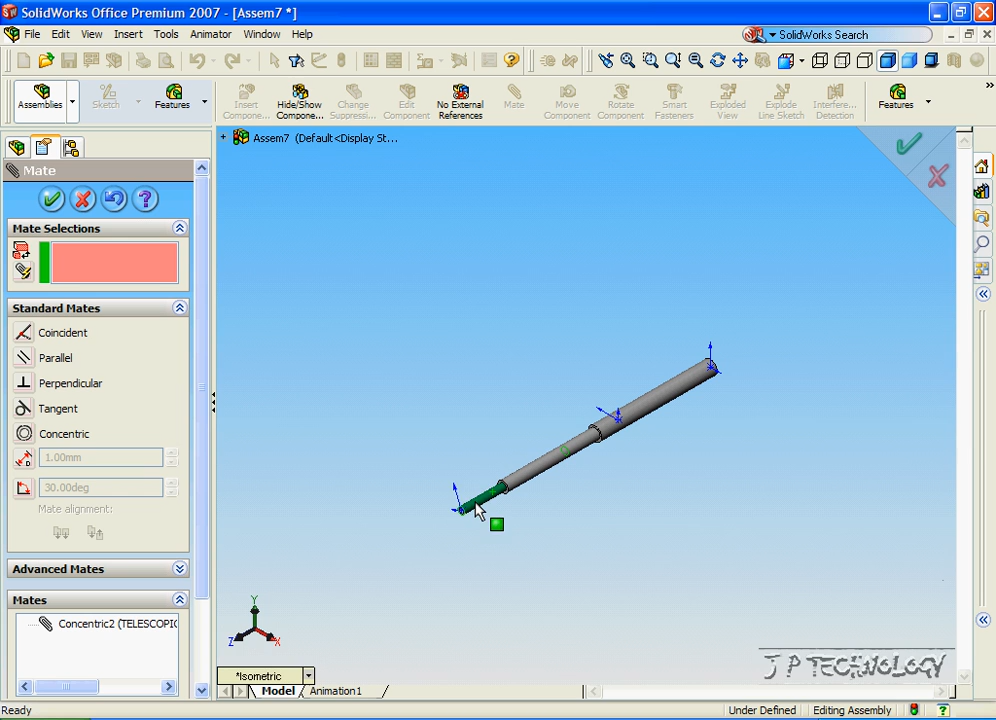 SolidWorks Office Premium 2007 - [Assem7 *]
File Edit View Insert Tools Animator Window Help
SolidWorks Search
Assemblies
Sketch
Features
Insert Compone...
Hide/Show Compone...
Change Suppressi...
Edit Component
No External References
Mate
Move Component
Rotate Component
Smart Fasteners
Exploded View
Explode Line Sketch
Interfere... Detection
Features
Assem7 (Default<Display St...
Mate
Mate Selections
Standard Mates
Coincident
Parallel
Perpendicular
Tangent
Concentric
1.00mm
30.00deg
Mate alignment:
Advanced Mates
Mates
Concentric2 (TELESCOPIC
Y
Z
X
*Isometric
Model Animation1
J P TECHNOLOGY
Ready
Under Defined
Editing Assembly